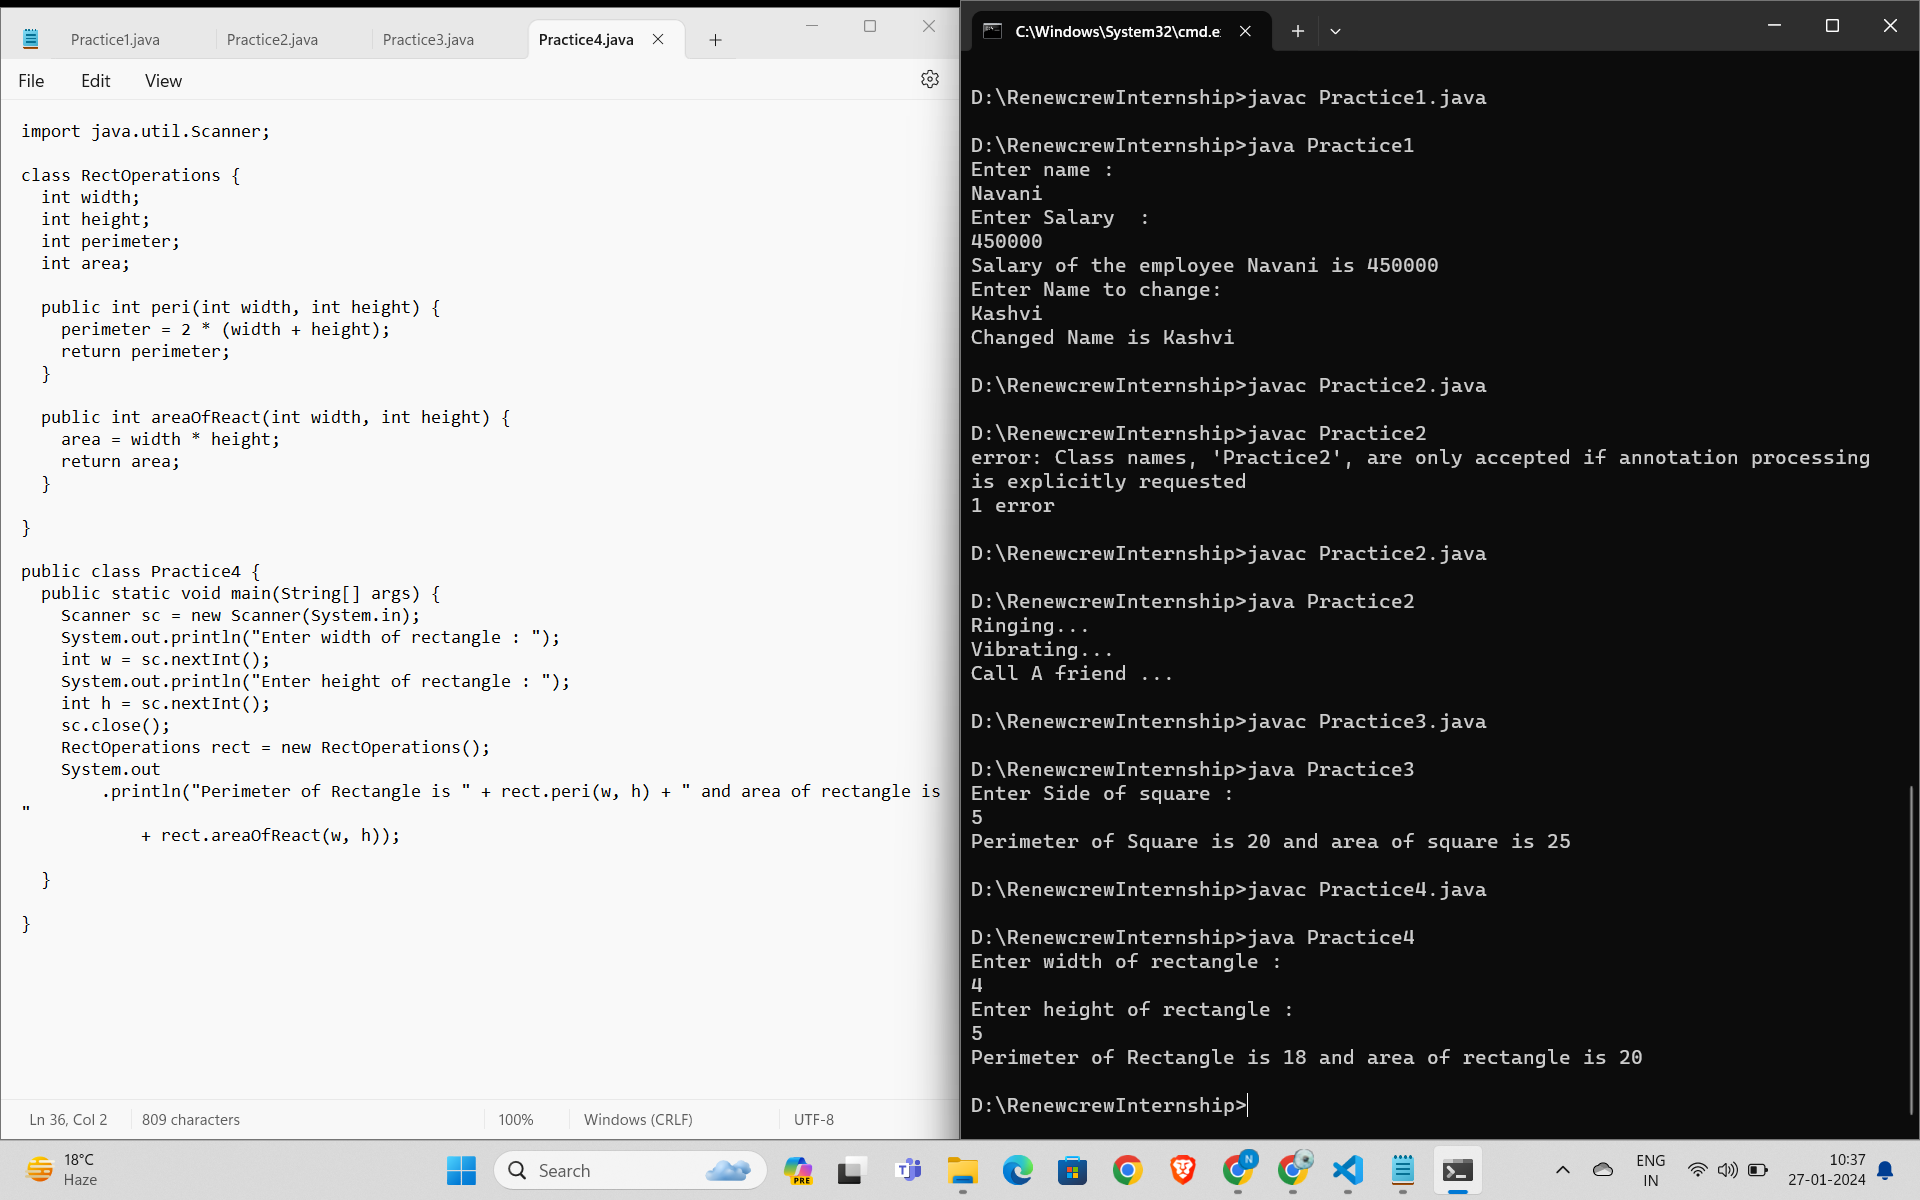 Practice1.java
Practice2.java
Practice3.java
Practice4.java
File
Edit
View
import java.util.Scanner;
class RectOperations {
int width;
int height;
int perimeter;
int area;
public int peri(int width, int height) {
perimeter = 2 * (width + height);
return perimeter;
}
public int areaOfReact(int width, int height) {
area = width * height;
return area;
}
}
public class Practice4 {
public static void main(String[] args) {
Scanner sc = new Scanner(System.in);
System.out.println("Enter width of rectangle : ");
int w = sc.nextInt();
System.out.println("Enter height of rectangle : ");
int h = sc.nextInt();
sc.close();
RectOperations rect = new RectOperations();
System.out
.println("Perimeter of Rectangle is " + rect.peri(w, h) + " and area of rectangle is
"
+ rect.areaOfReact(w, h));
}
}
Ln 36, Col 2
809 characters
100%
Windows (CRLF)
UTF-8
C:\Windows\System32\cmd.e
D:\RenewcrewInternship>javac Practice1.java
D:\RenewcrewInternship>java Practice1
Enter name :
Navani
Enter Salary  :
450000
Salary of the employee Navani is 450000
Enter Name to change:
Kashvi
Changed Name is Kashvi
D:\RenewcrewInternship>javac Practice2.java
D:\RenewcrewInternship>javac Practice2
error: Class names, 'Practice2', are only accepted if annotation processing
is explicitly requested
1 error
D:\RenewcrewInternship>javac Practice2.java
D:\RenewcrewInternship>java Practice2
Ringing...
Vibrating...
Call A friend ...
D:\RenewcrewInternship>javac Practice3.java
D:\RenewcrewInternship>java Practice3
Enter Side of square :
5
Perimeter of Square is 20 and area of square is 25
D:\RenewcrewInternship>javac Practice4.java
D:\RenewcrewInternship>java Practice4
Enter width of rectangle :
4
Enter height of rectangle :
5
Perimeter of Rectangle is 18 and area of rectangle is 20
D:\RenewcrewInternship>
18°C
Haze
Search
PRE
N
ENG
IN
10:37
27-01-2024